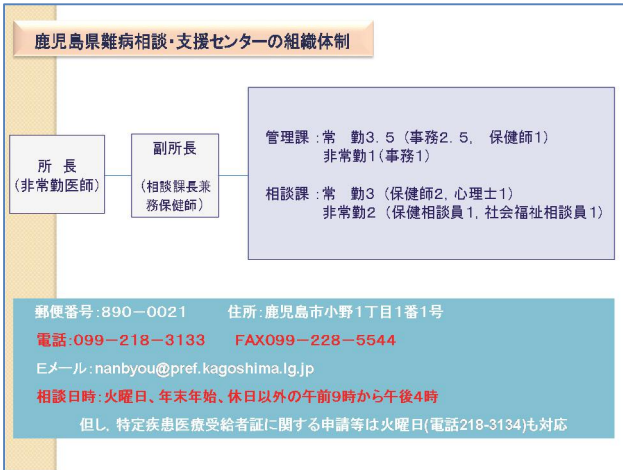 鹿児島県難病相談・支援センターの組織体制
所 長
(非常勤医師)
副所長
(相談課長兼
務保健師)
管理課:常 勤3.5(事務2.5, 保健師1)
非常勤1(事務1)
相談課:常 勤3(保健師2,心理士1)
非常勤2(保健相談員1,社会福祉相談員1)
郵便番号:890-0021 住所:鹿児島市小野1丁目1番1号
電話:099-218-3133 FAX099-228-5544
Eメール:nanbyou@pref.kagoshima.lg.jp
相談日時:火曜日、年末年始、休日以外の午前9時から午後4時
但し,特定疾患医療受給者証に関する申請等は火曜日(電話218-3134)も対応